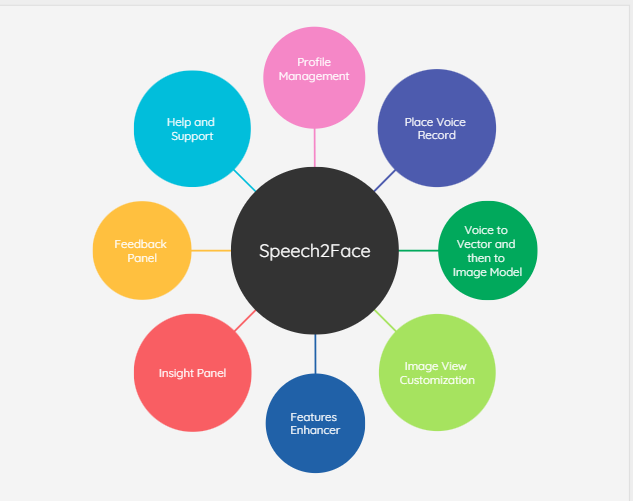 Profile
Management
Place Voice
Record
Voice to
Vector and
then to
Image Model
Image View
Customization
Features
Enhancer
Insight Panel
Feedback
Panel
Help and
Support
Speech2Face